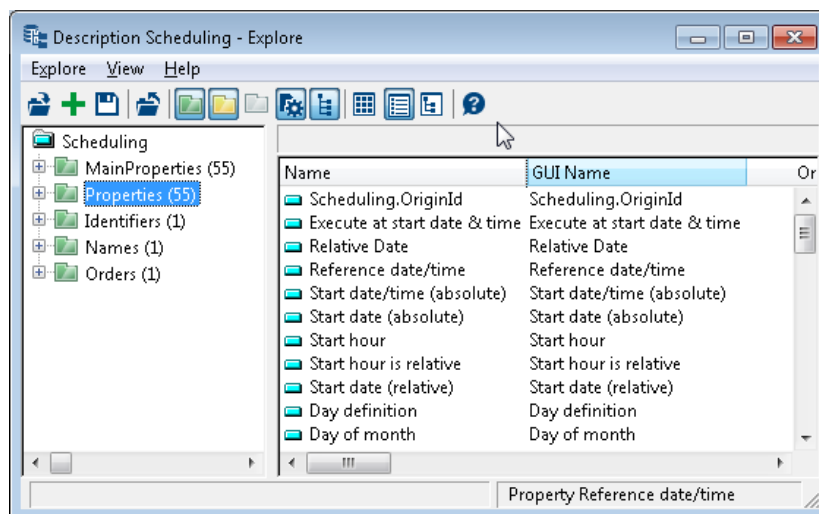 Description Scheduling - Explore
Explore View Help
Scheduling
MainProperties (55)
Properties (55)
Identifiers (1)
Names (1)
Orders (1)
Name GUI Name Or
Scheduling.OriginId Scheduling.OriginId
Execute at start date & time Execute at start date & time
Relative Date Relative Date
Reference date/time Reference date/time
Start date/time (absolute) Start date/time (absolute)
Start date (absolute) Start date (absolute)
Start hour Start hour
Start hour is relative Start hour is relative
Start date (relative) Start date (relative)
Day definition Day definition
Day of month Day of month
Property Reference date/time